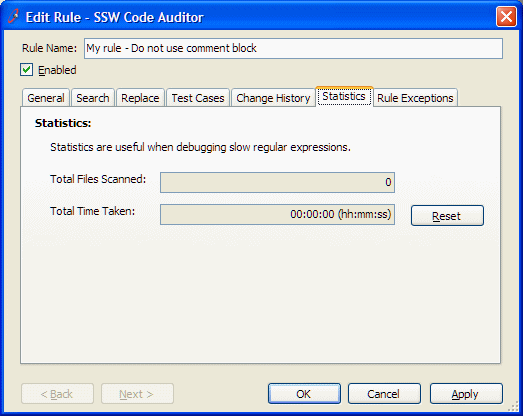 Edit Rule - SSW Code Auditor
Rule Name: My rule - Do not use comment block
Enabled
General Search Replace Test Cases Change History Statistics Rule Exceptions
Statistics:
Statistics are useful when debugging slow regular expressions.
Total Files Scanned: 0
Total Time Taken: 00:00:00 (hh:mm:ss) Reset
< Back Next > OK Cancel Apply